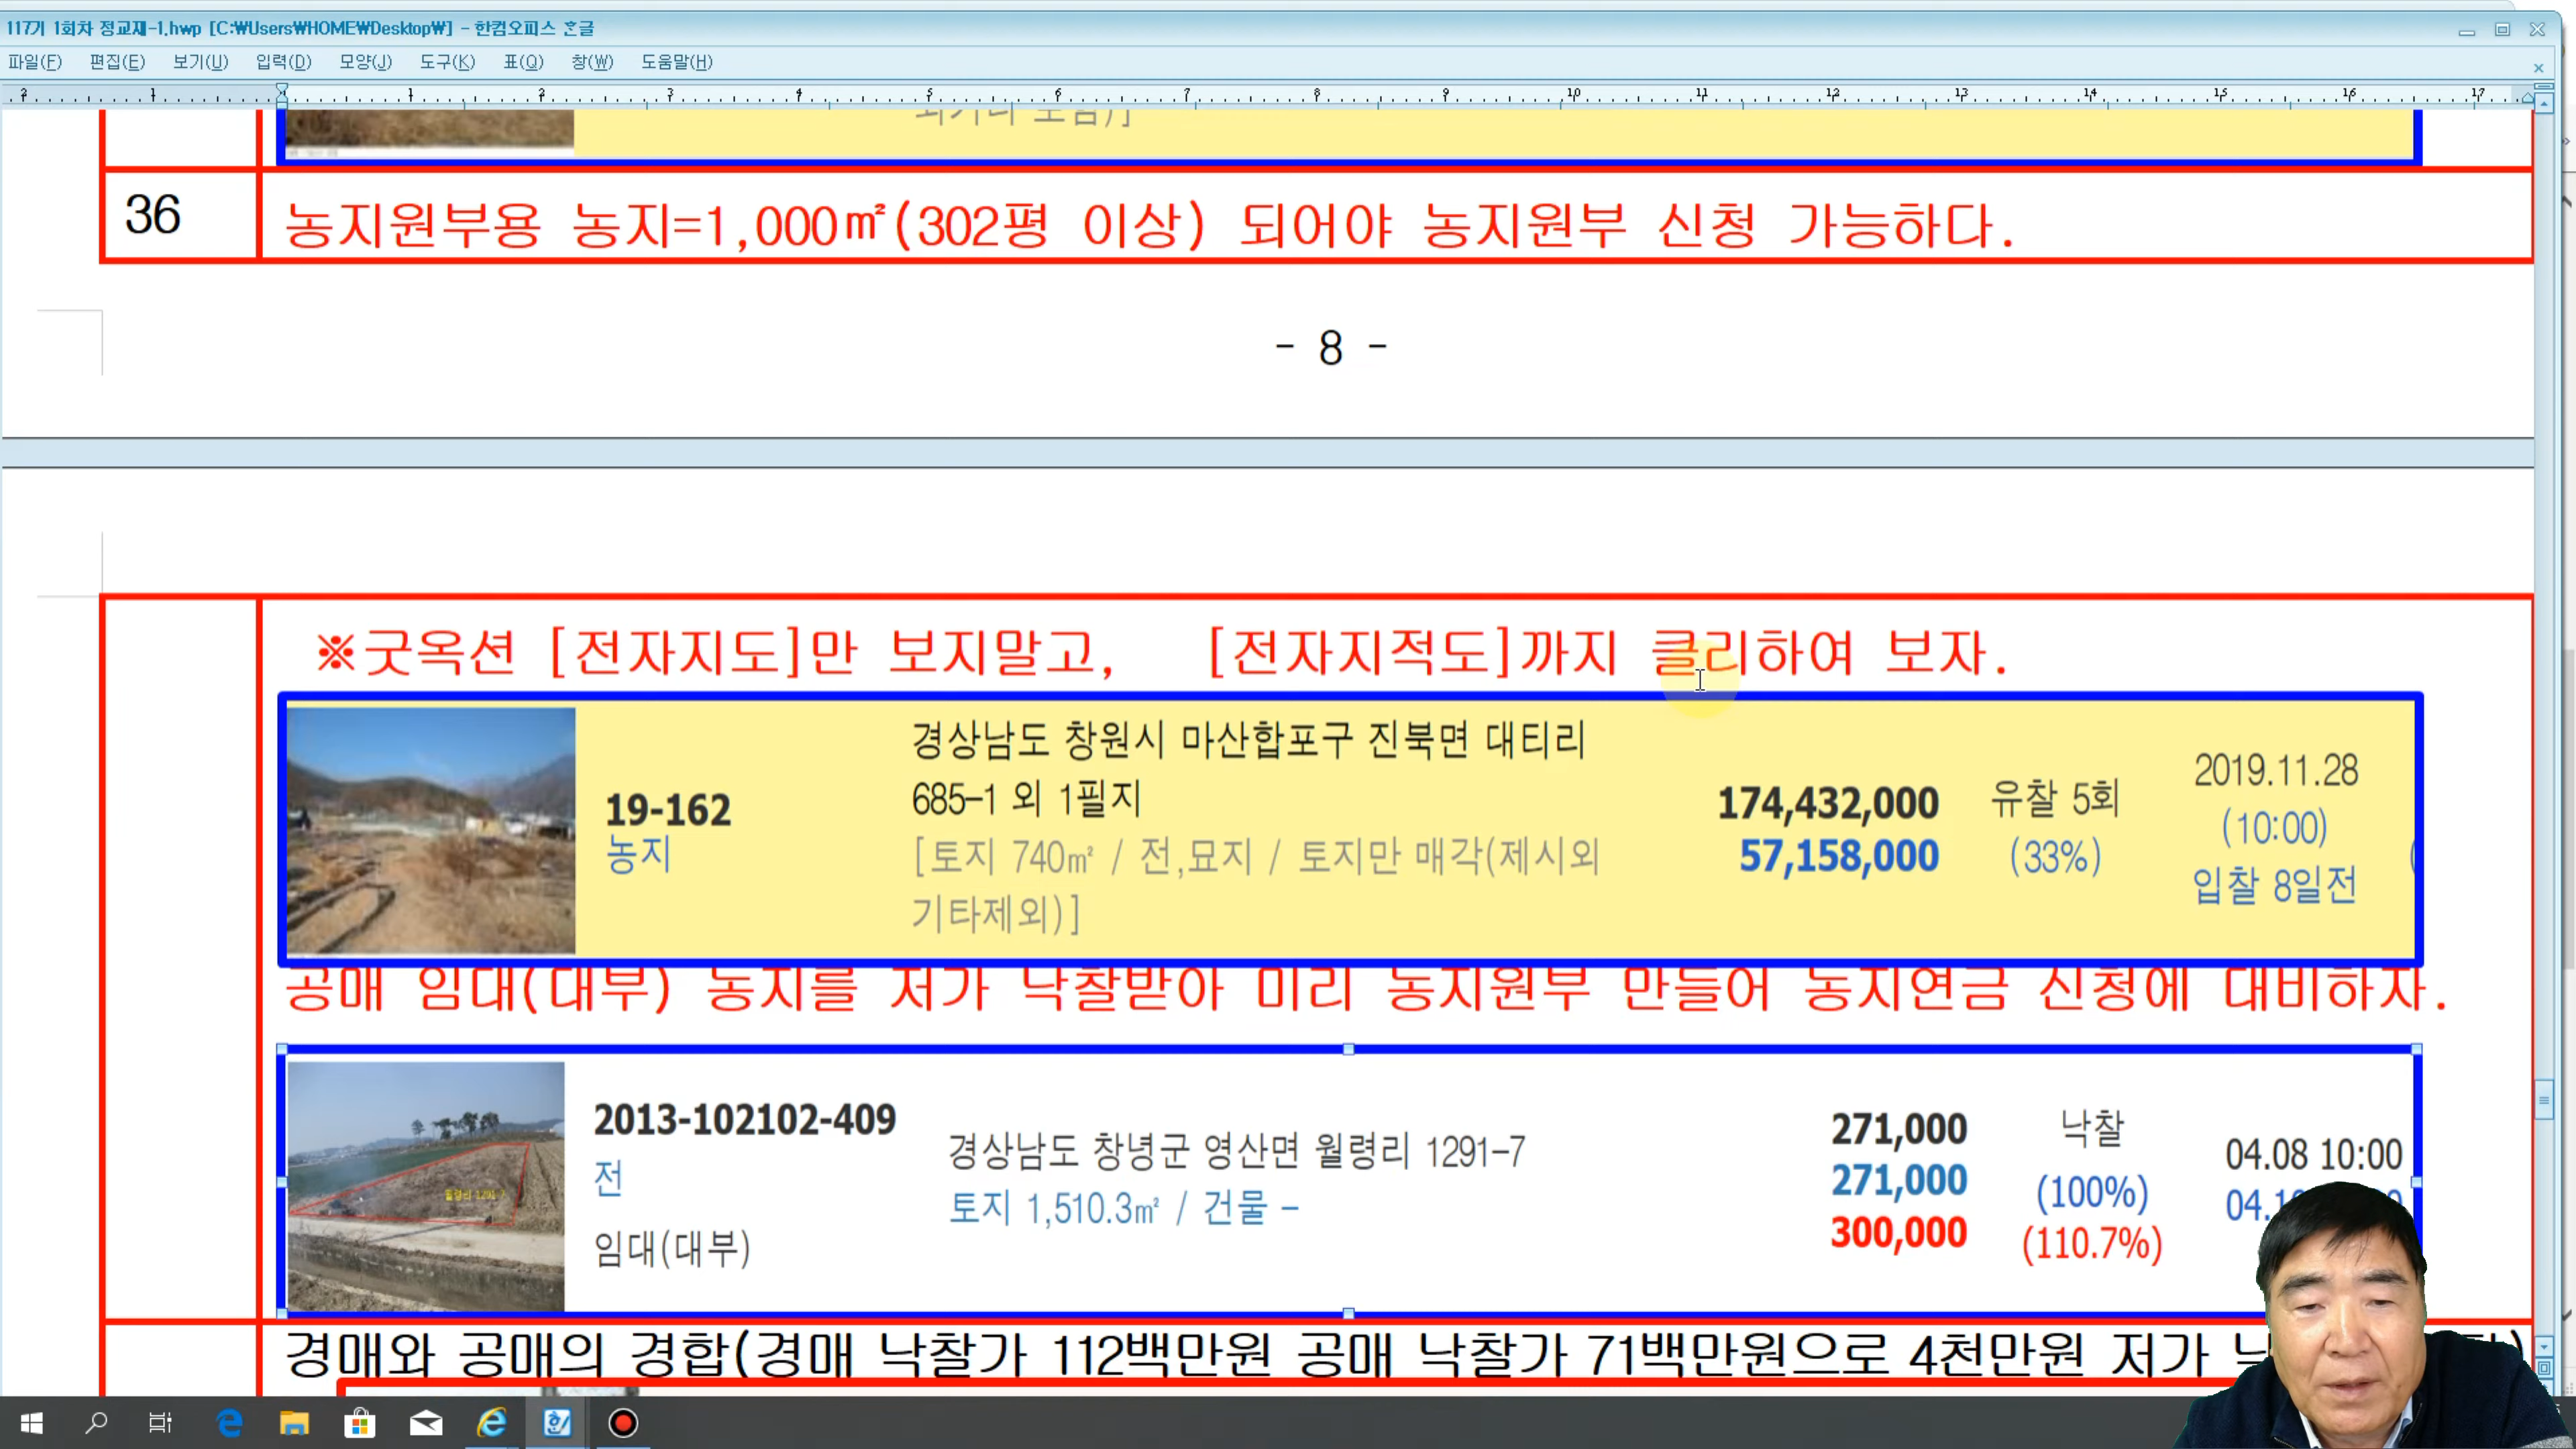 117기 1회차 정교재-1.hwp [C:₩Users₩HOME₩Desktop₩] - 한컴오피스 흔글
파일(F) 편집(E) 보기(U) 입력(D) 모양(J) 도구(K) 표(Q) 창(W) 도움말(H)
36 농지원부용 농지=1,000㎡(302평 이상) 되어야 농지원부 신청 가능하다.
- 8 -
※굿옥션 [전자지도]만 보지말고, [전자지적도]까지 클리하여 보자.
19-162
농지
경상남도 창원시 마산합포구 진북면 대티리
685-1 외 1필지
[토지 740㎡ / 전,묘지 / 토지만 매각(제시외
기타제외)]
174,432,000
57,158,000
유찰 5회
(33%)
2019.11.28
(10:00)
입찰 8일전
공매 임대(대부) 농지를 저가 낙찰받아 미리 농지원부 만들어 농지연금 신청에 대비하자.
월령리 1291-7
2013-102102-409
전
임대(대부)
경상남도 창녕군 영산면 월령리 1291-7
토지 1,510.3㎡ / 건물 -
271,000
271,000
300,000
낙찰
(100%)
(110.7%)
04.08 10:00
경매와 공매의 경합(경매 낙찰가 112백만원 공매 낙찰가 71백만원으로 4천만원 저가